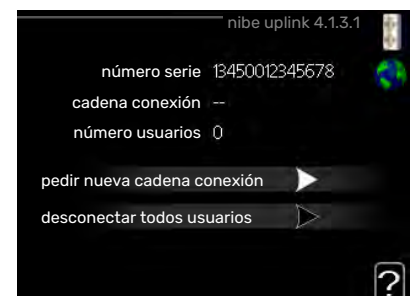 nibe uplink 4.1.3.1
número serie 13450012345678
cadena conexión --
número usuarios 0
pedir nueva cadena conexión
desconectar todos usuarios
?